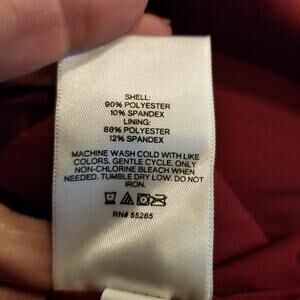 SHELL:
90% POLYESTER
10% SPANDEX
LINING:
88% POLYESTER
12% SPANDEX
MACHINE WASH COLD WITH LIKE
COLORS. GENTLE CYCLE. ONLY
NON-CHLORINE BLEACH WHEN
NEEDED. TUMBLE DRY LOW. DO NOT
IRON.
RN# 55285